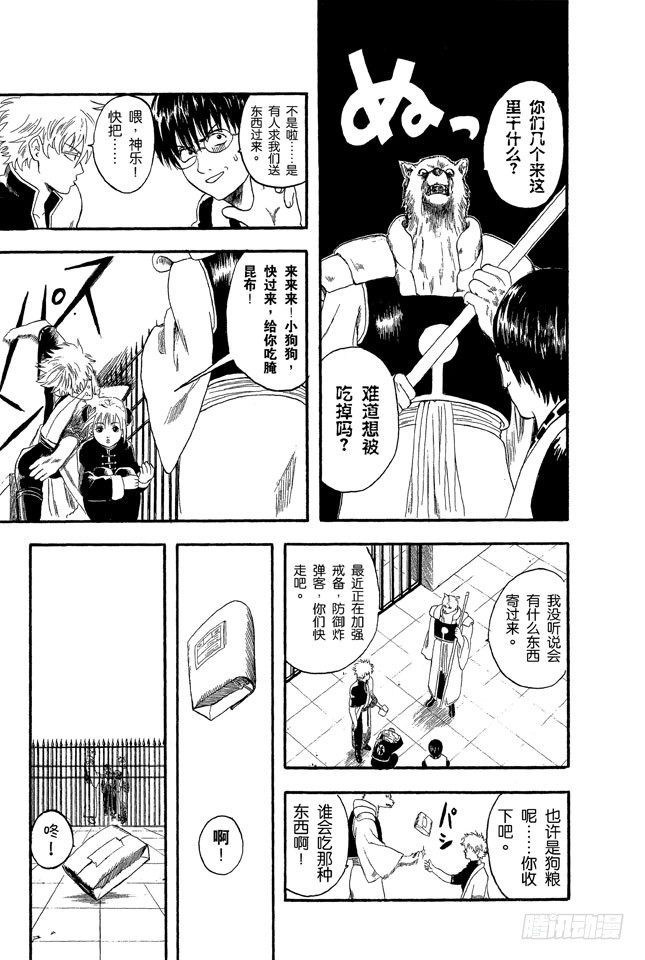 你们几个来这
里干什么？
ぬっ
难道想被
吃掉吗？
不是啦……是
有人求我们送
东西过来。
喂，神乐！
快把……
来来来！小狗狗，
快过来，给你吃腌
昆布！
パス
我没听说会
有什么东西
寄过来。
最近正在加强
戒备，防御炸
弹客，你们快
走吧。
也许是狗粮
呢……你收
下吧。
パシ
谁会吃那种
东西啊！
啊！
咚！
腾讯动漫